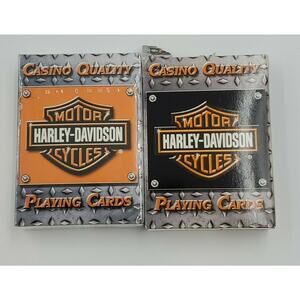 CASINO QUALITY
MOTOR
HARLEY-DAVIDSON
CYCLES
PLAYING CARDS
CASINO QUALITY
MOTOR
HARLEY-DAVIDSON
CYCLES
PLAYING CARDS